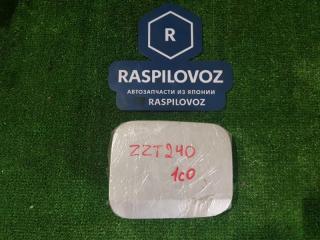 R
RASPILOVOZ
АВТОЗАПЧАСТИ ИЗ ЯПОНИИ
RASPILOVOZ
ZZT240
1c0